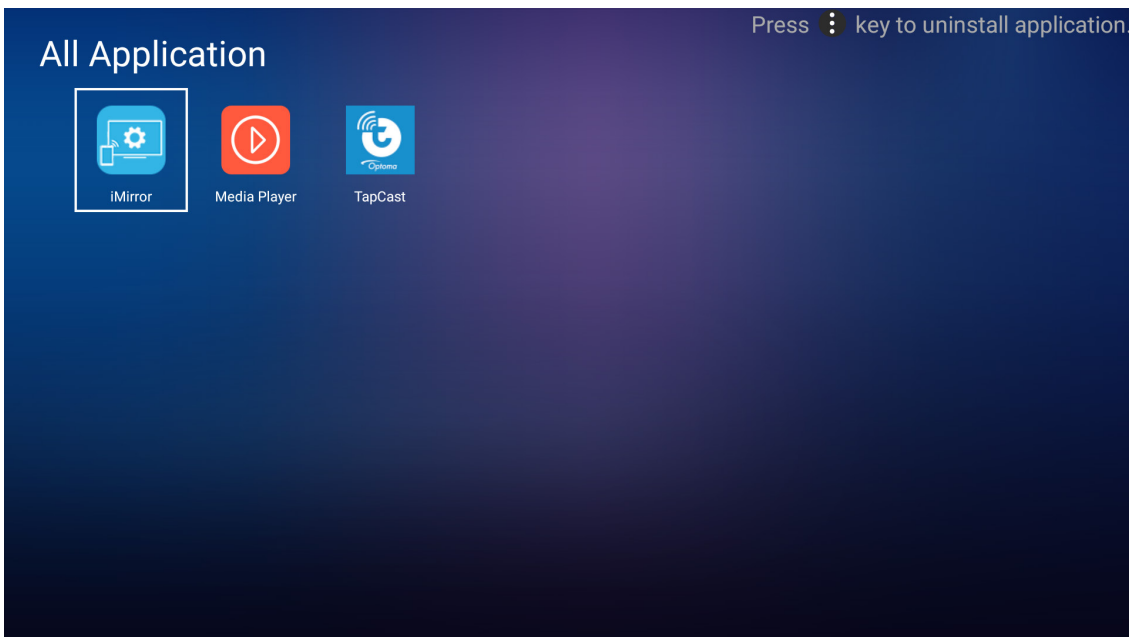 Press key to uninstall application.
All Application
Optoma
iMirror
Media Player
TapCast